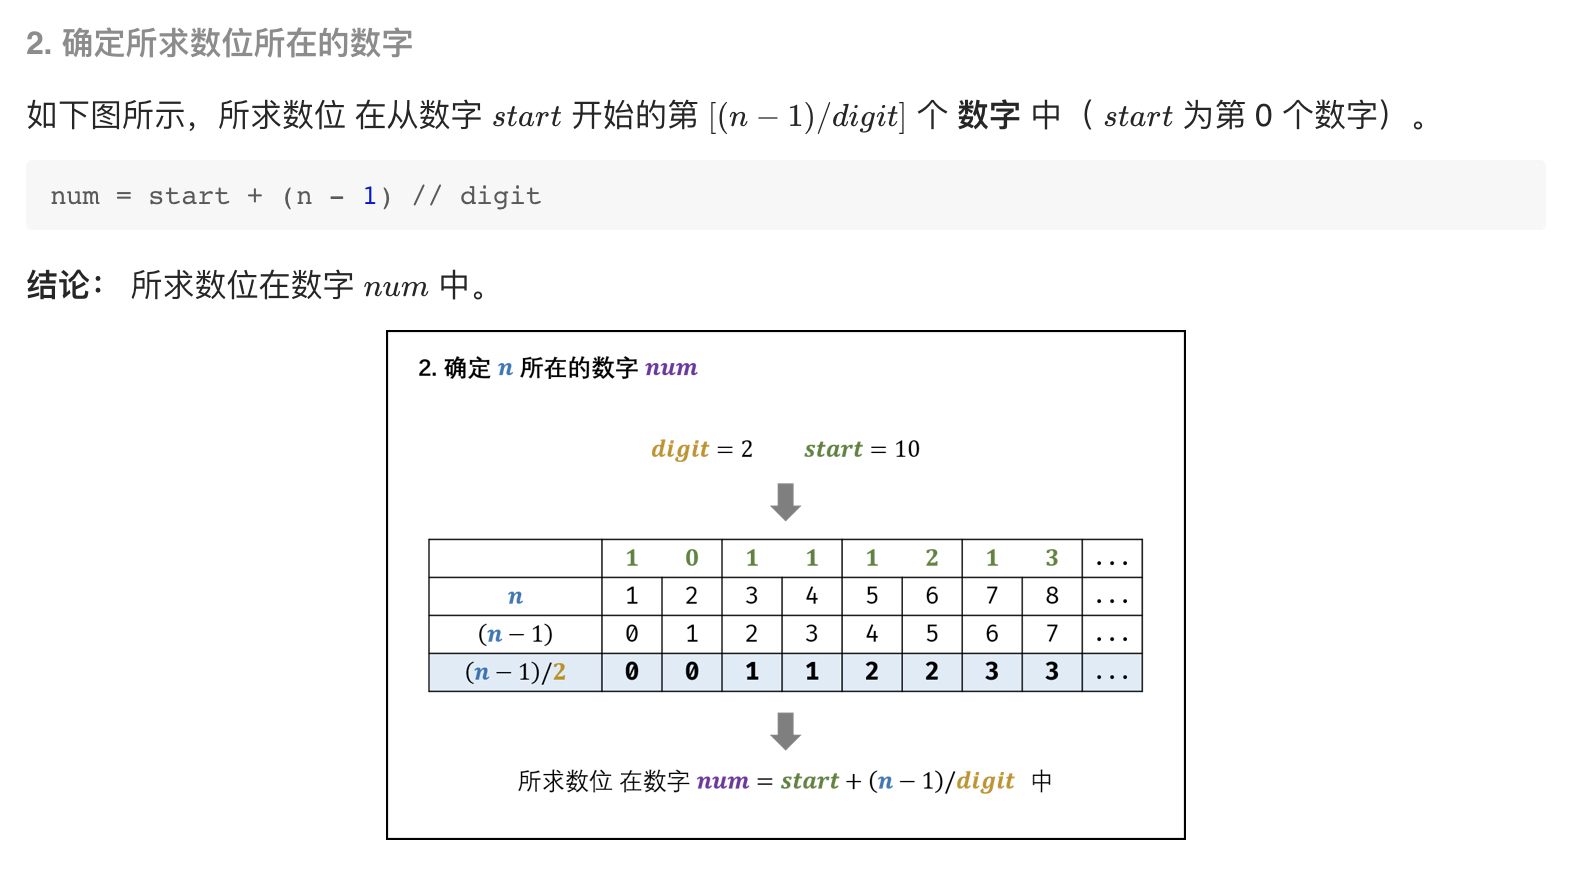 2. 确定所求数位所在的数字
如下图所示，所求数位 在从数字 start 开始的第 [(n − 1)/digit] 个 数字 中（ start 为第 0 个数字）。
num = start + (n - 1) // digit
结论： 所求数位在数字 num 中。
2. 确定 n 所在的数字 num
digit = 2 start = 10
1 0 1 1 1 2 1 3 ...
n 1 2 3 4 5 6 7 8 ...
(n − 1) 0 1 2 3 4 5 6 7 ...
(n − 1)/2 0 0 1 1 2 2 3 3 ...
所求数位 在数字 num = start + (n − 1)/digit 中